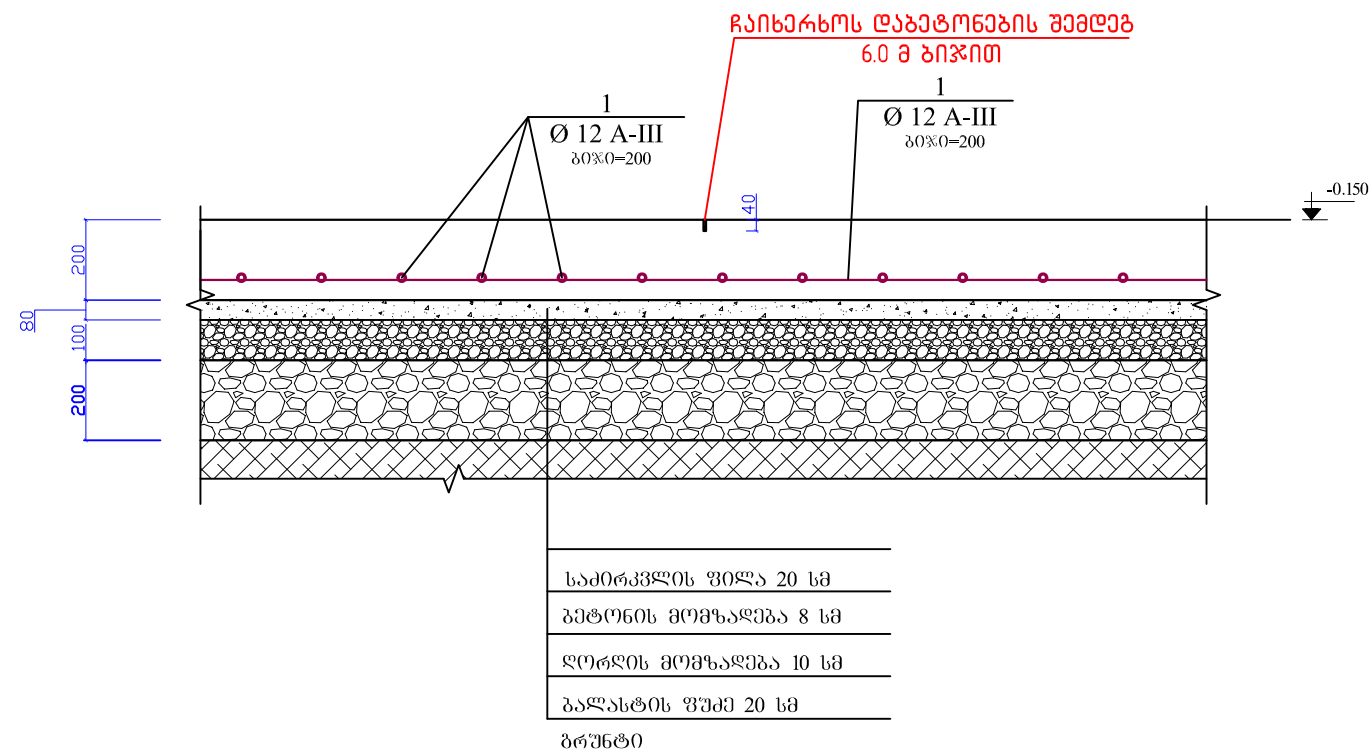 ჩაიხერხოს დაბეტონების შემდეგ
6.0 მ ბიჯით
1
Ø 12 A-III
ბიჯი=200
1
Ø 12 A-III
ბიჯი=200
-0.150
40
200
80
100
200
საძირკვლის ფილა 20 სმ
ბეტონის მომზადება 8 სმ
ღორღის მომზადება 10 სმ
ბალასტის ფუძე 20 სმ
გრუნტი